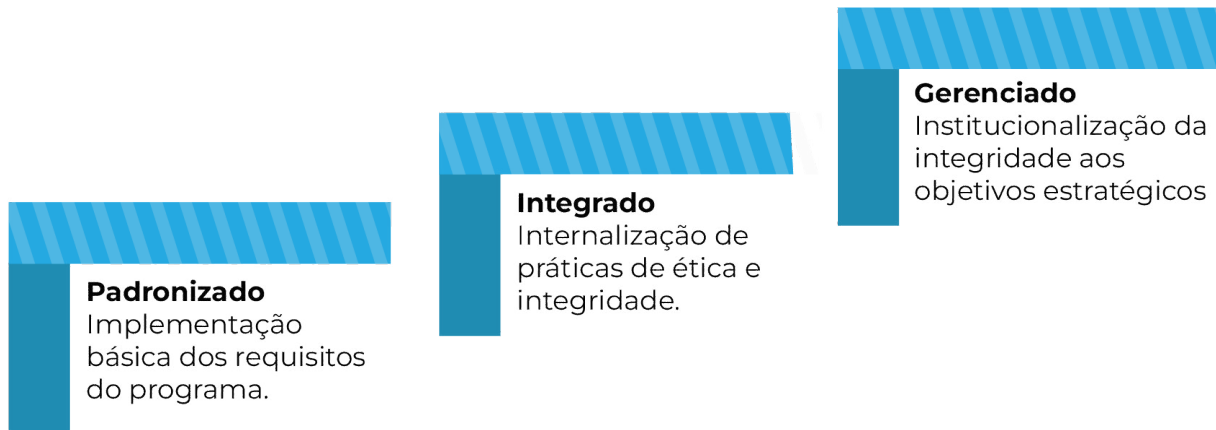 Padronizado
Implementação
básica dos requisitos
do programa.
Integrado
Internalização de
práticas de ética e
integridade.
Gerenciado
Institucionalização da
integridade aos
objetivos estratégicos